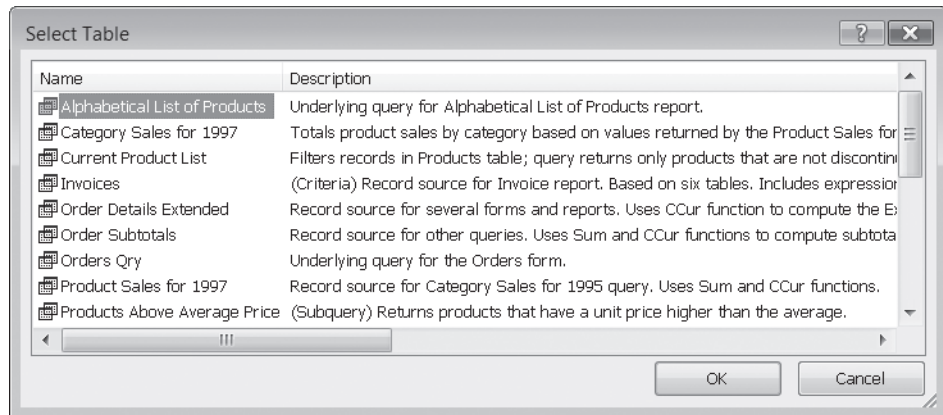 Select Table
Name Description
Alphabetical List of Products Underlying query for Alphabetical List of Products report.
Category Sales for 1997 Totals product sales by category based on values returned by the Product Sales for
Current Product List Filters records in Products table; query returns only products that are not discontinu
Invoices (Criteria) Record source for Invoice report. Based on six tables. Includes expression
Order Details Extended Record source for several forms and reports. Uses CCur function to compute the Ex
Order Subtotals Record source for other queries. Uses Sum and CCur functions to compute subtota
Orders Qry Underlying query for the Orders form.
Product Sales for 1997 Record source for Category Sales for 1995 query. Uses Sum and CCur functions.
Products Above Average Price (Subquery) Returns products that have a unit price higher than the average.
OK Cancel